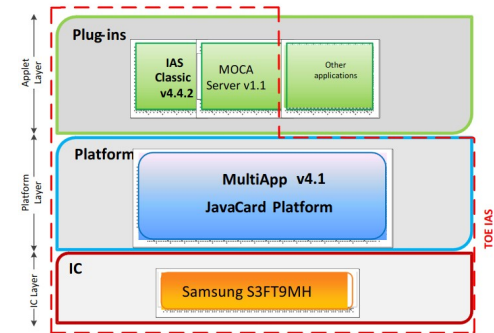 Plug-ins
Applet
Layer
IAS
Classic
v4.4.2
MOCA
Server v1.1
Other
applications
Platform
Platform
Layer
MultiApp v4.1
JavaCard Platform
TOE IAS
IC
IC Layer
Samsung S3FT9MH